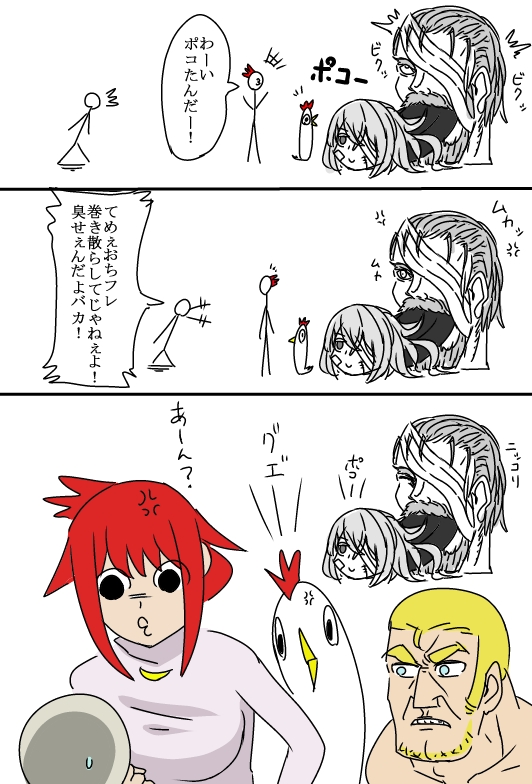 わーい
ポコたんだー！
ポコー
ビクッ
ビクッ
てめぇおちフレ
巻き散らしてじゃねぇよ！
臭せぇんだよバカ！
ムカッ
ムカ
あーん？
グエ
ポコ
ニッコリ